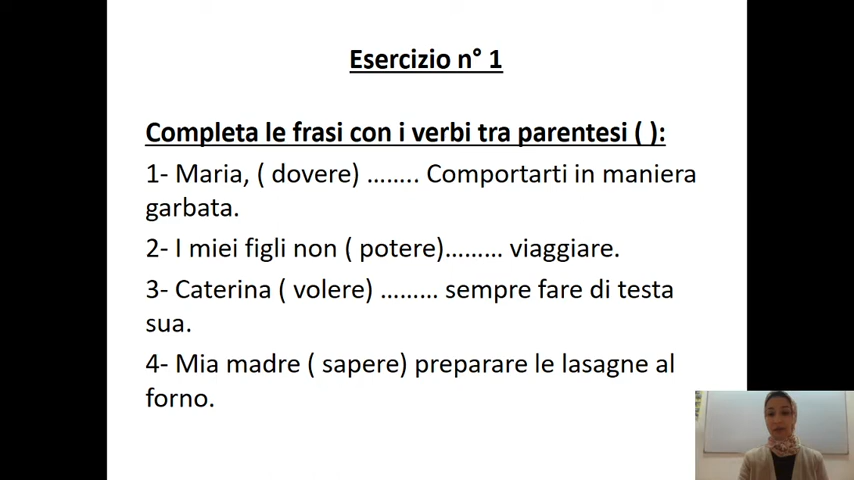 Esercizio n° 1
Completa le frasi con i verbi tra parentesi ( ):
1- Maria, ( dovere) …….. Comportarti in maniera
garbata.
2- I miei figli non ( potere)……… viaggiare.
3- Caterina ( volere) ……… sempre fare di testa
sua.
4- Mia madre ( sapere) preparare le lasagne al
forno.